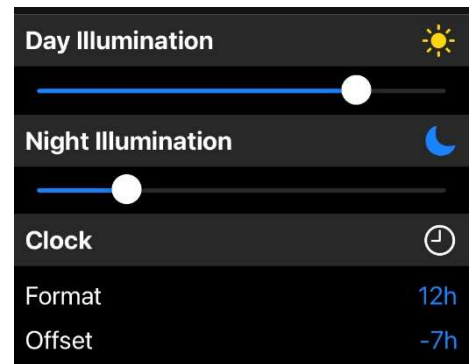 Day Illumination
Night Illumination
Clock
Format 12h
Offset -7h